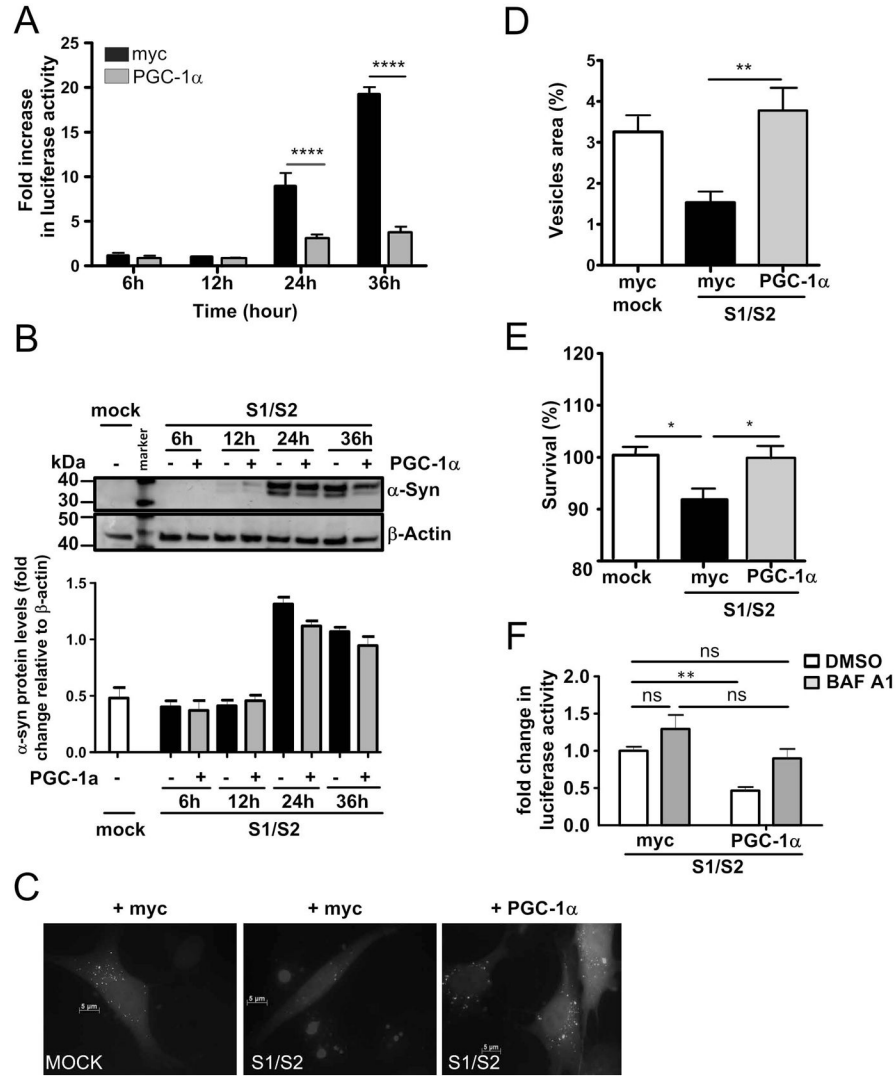 A
Fold increase
in luciferase activity
25
20
15
10
5
0
myc
PGC-1α
****
****
6h 12h 24h 36h
Time (hour)
B
mock S1/S2
6h 12h 24h 36h
kDa - marker - + - + - + - + PGC-1α
40
30
α-Syn
50
40
β-Actin
α-syn protein levels (fold
change relative to β-actin)
1.5
1.0
0.5
0.0
PGC-1a - - + - + - + - +
6h 12h 24h 36h
mock S1/S2
C
+ myc + myc + PGC-1α
5 μm 5 μm 5 μm
MOCK S1/S2 S1/S2
D
Vesicles area (%)
5
4
3
2
1
0
**
myc myc PGC-1α
mock
S1/S2
E
Survival (%)
120
110
100
90
80
* *
mock myc PGC-1α
S1/S2
F
fold change in
luciferase activity
2.0
1.5
1.0
0.5
0.0
ns
**
ns ns
DMSO
BAF A1
myc PGC-1α
S1/S2